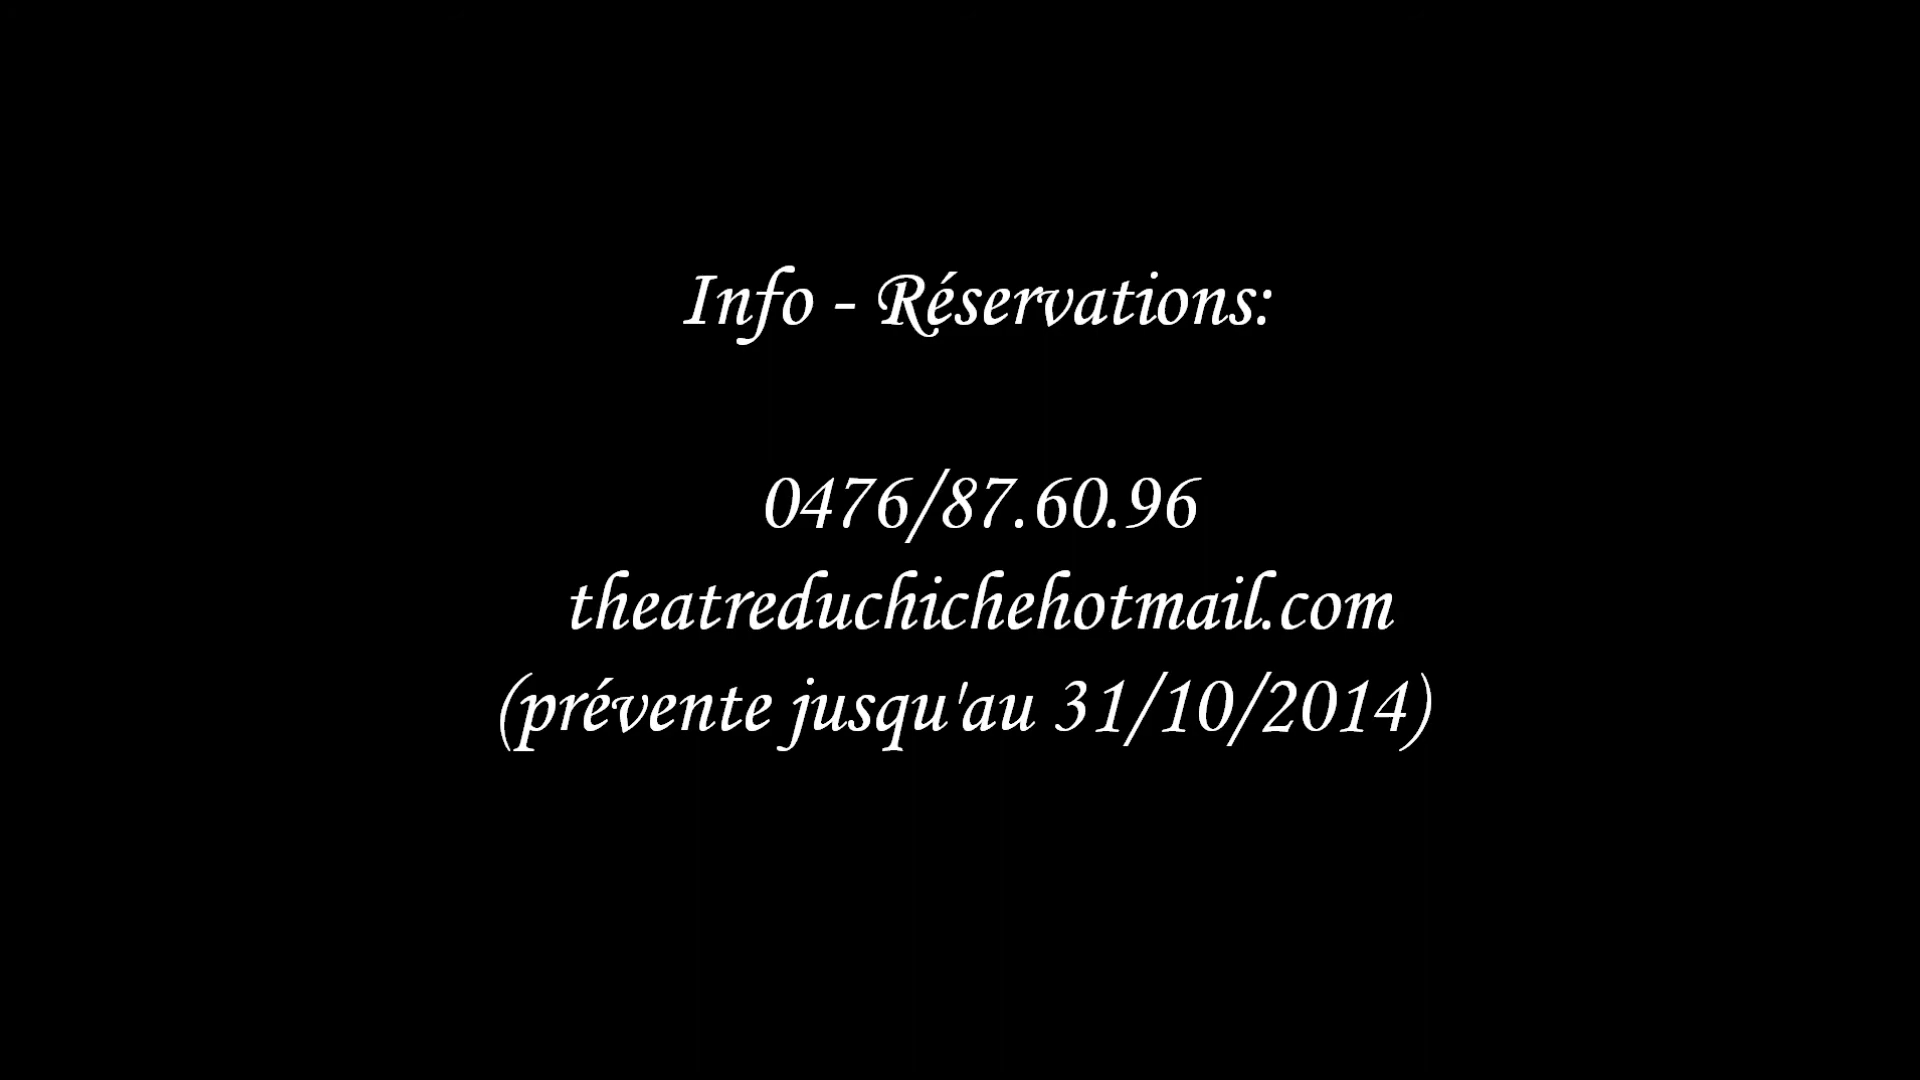 Info - Réservations:
0476/87.60.96
theatreduchichehotmail.com
(prévente jusqu'au 31/10/2014)